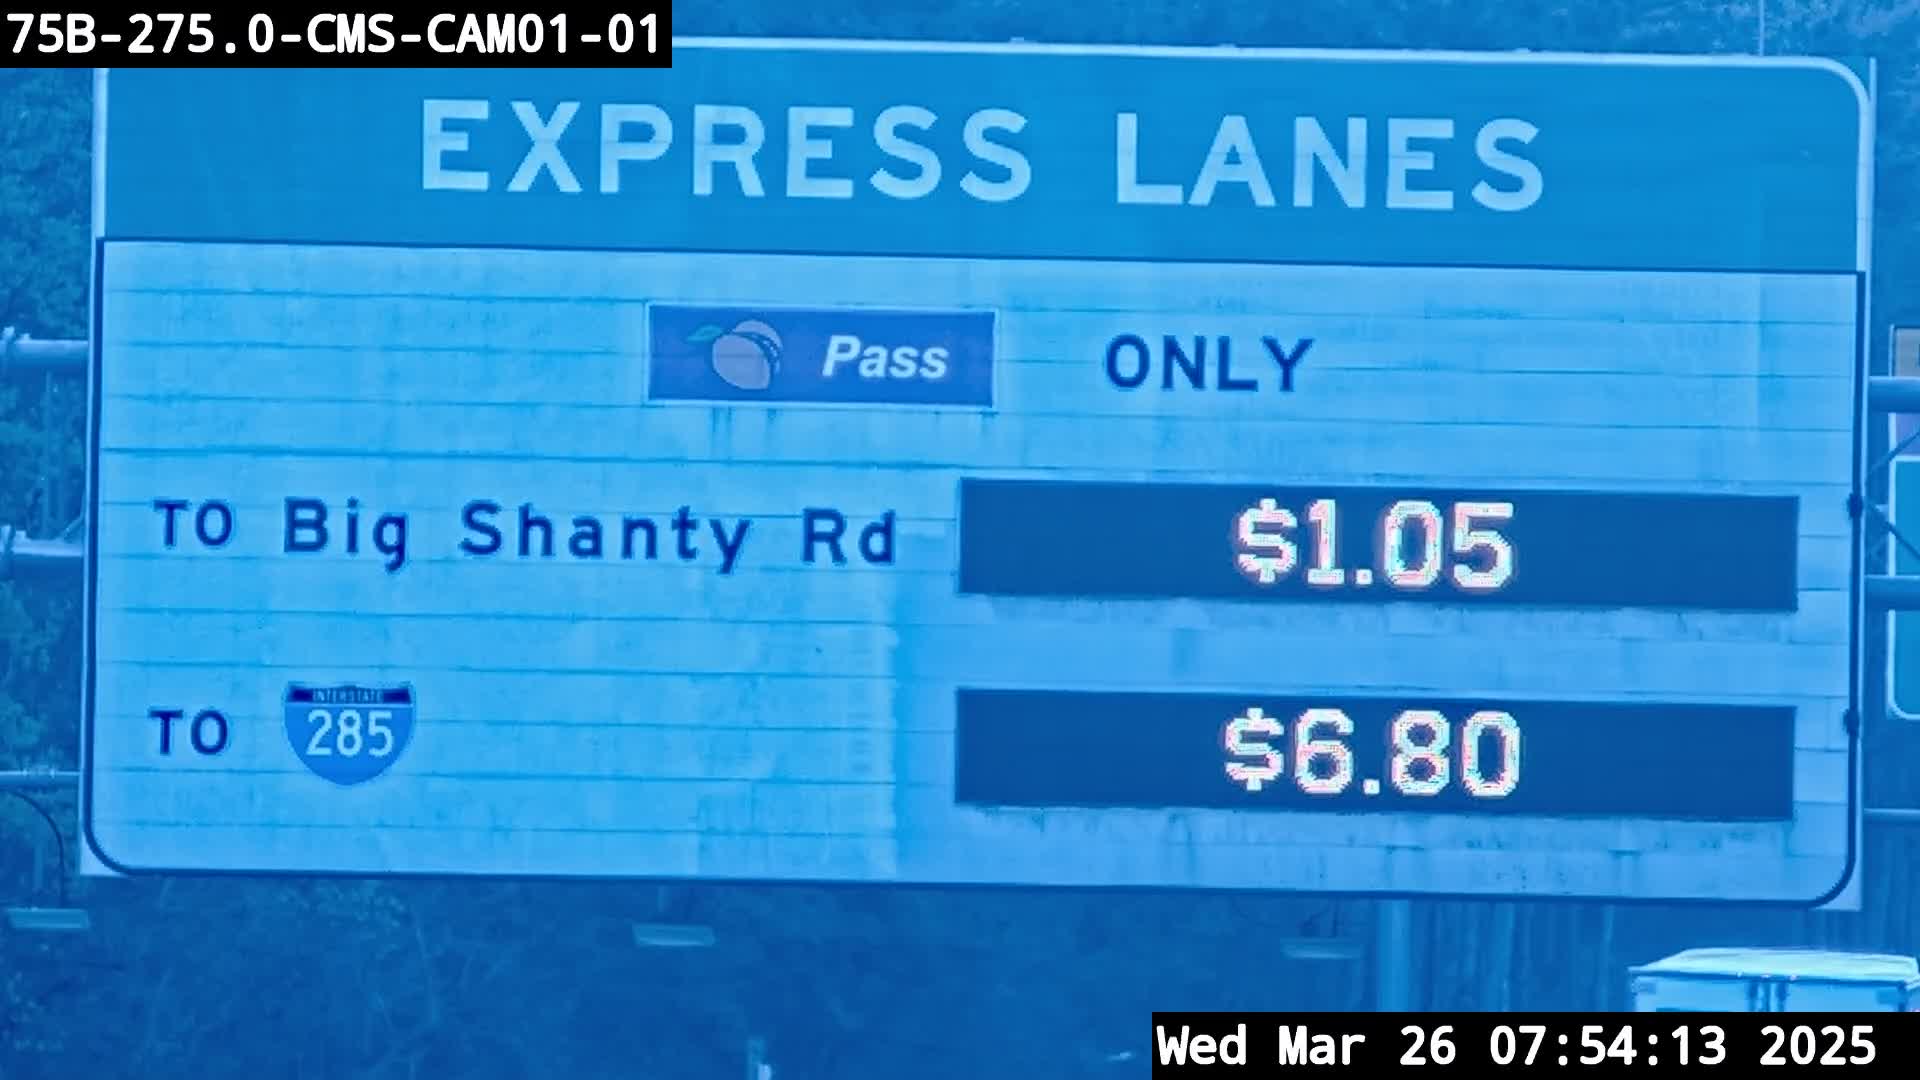 75B-275.0-CMS-CAM01-01
EXPRESS LANES
Pass ONLY
TO Big Shanty Rd $1.05
INTERSTATE
TO 285 $6.80
Wed Mar 26 07:54:13 2025